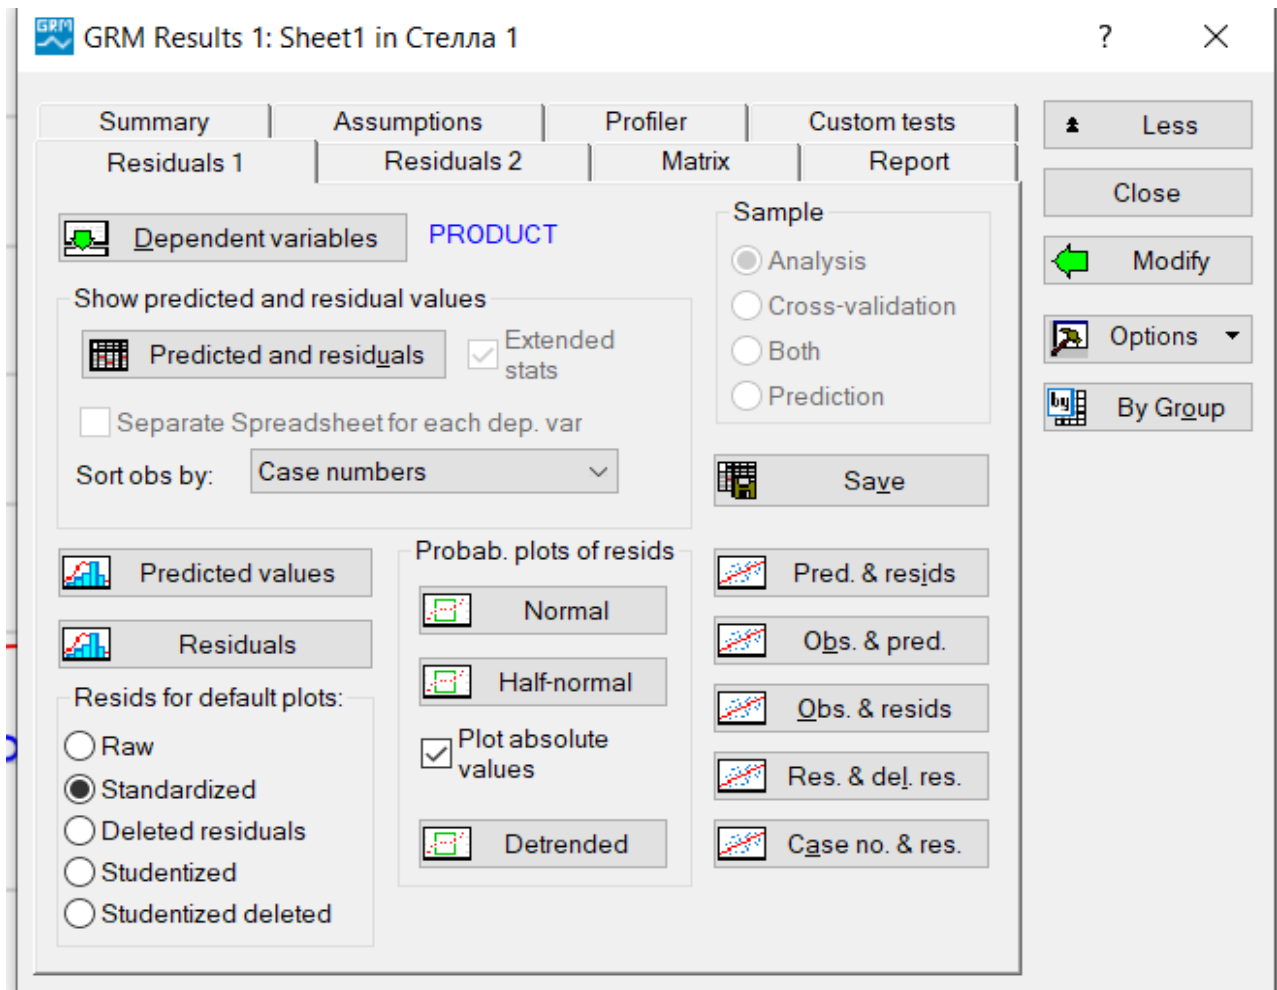 GRM
GRM Results 1: Sheet1 in Стелла 1
?
Summary
Assumptions
Profiler
Custom tests
Residuals 1
Residuals 2
Matrix
Report
Less
Close
Modify
Options
by
By Group
Dependent variables
PRODUCT
Show predicted and residual values
Predicted and residuals
Extended
stats
Separate Spreadsheet for each dep. var
Sort obs by:
Case numbers
Sample
Analysis
Cross-validation
Both
Prediction
Save
Predicted values
Residuals
Resids for default plots:
Raw
Standardized
Deleted residuals
Studentized
Studentized deleted
Probab. plots of resids
Normal
Half-normal
Plot absolute
values
Detrended
Pred. & resids
Obs. & pred.
Obs. & resids
Res. & del. res.
Case no. & res.